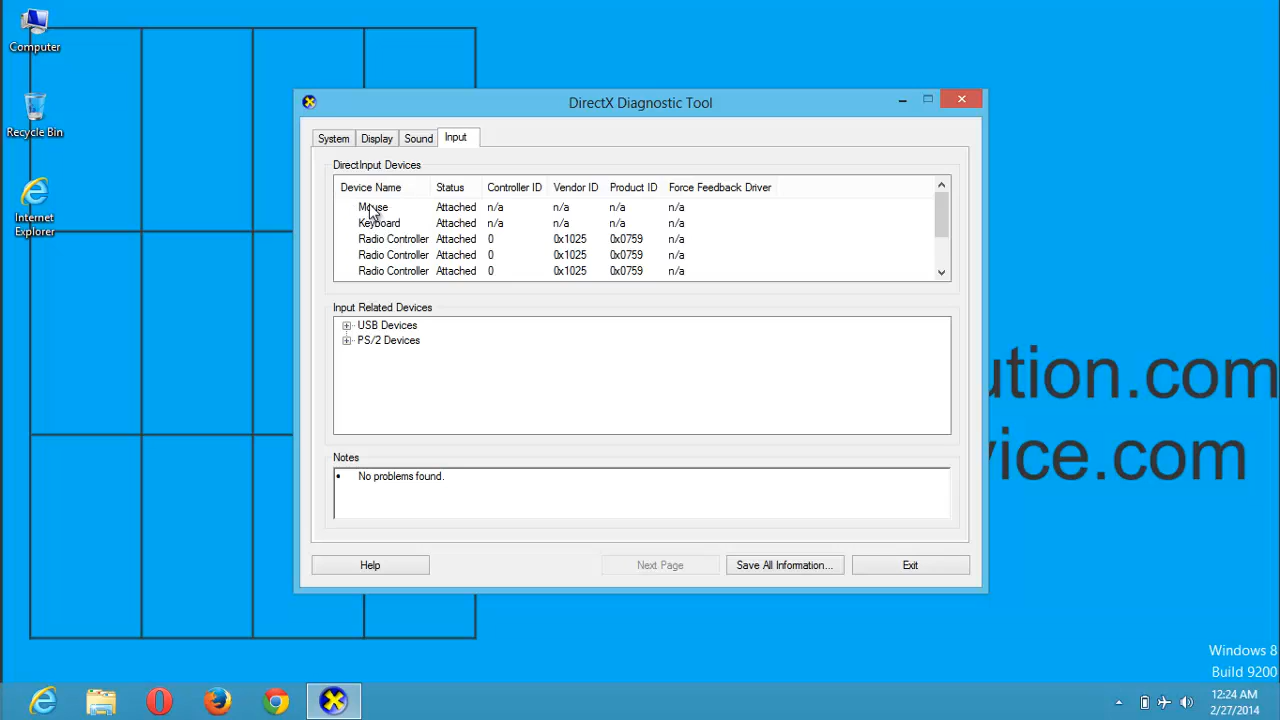 Computer
Recycle Bin
Internet
Explorer
DirectX Diagnostic Tool
System Display Sound Input
DirectInput Devices
Device Name Status Controller ID Vendor ID Product ID Force Feedback Driver
Mouse Attached n/a n/a n/a n/a
Keyboard Attached n/a n/a n/a n/a
Radio Controller Attached 0 0x1025 0x0759 n/a
Radio Controller Attached 0 0x1025 0x0759 n/a
Radio Controller Attached 0 0x1025 0x0759 n/a
Input Related Devices
USB Devices
PS/2 Devices
Notes
• No problems found.
Help Next Page Save All Information... Exit
ution.com
vice.com
Windows 8
Build 9200
12:24 AM
2/27/2014